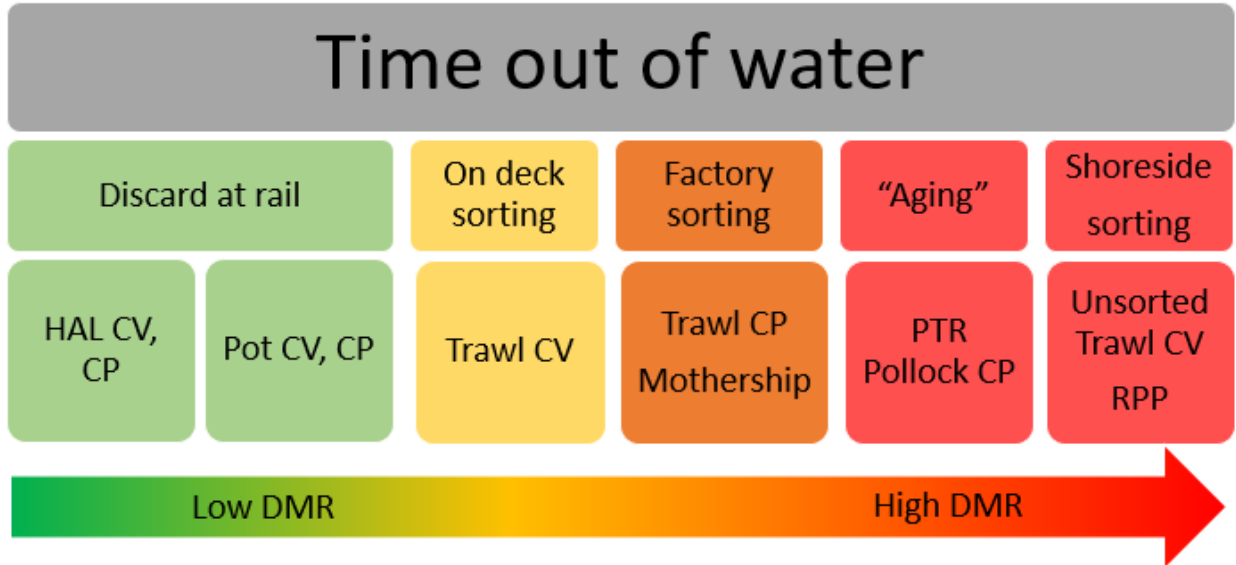 Time out of water
Discard at rail
On deck
sorting
Factory
sorting
“Aging”
Shoreside
sorting
HAL CV,
CP
Pot CV, CP
Trawl CV
Trawl CP
Mothership
PTR
Pollock CP
Unsorted
Trawl CV
RPP
Low DMR
High DMR